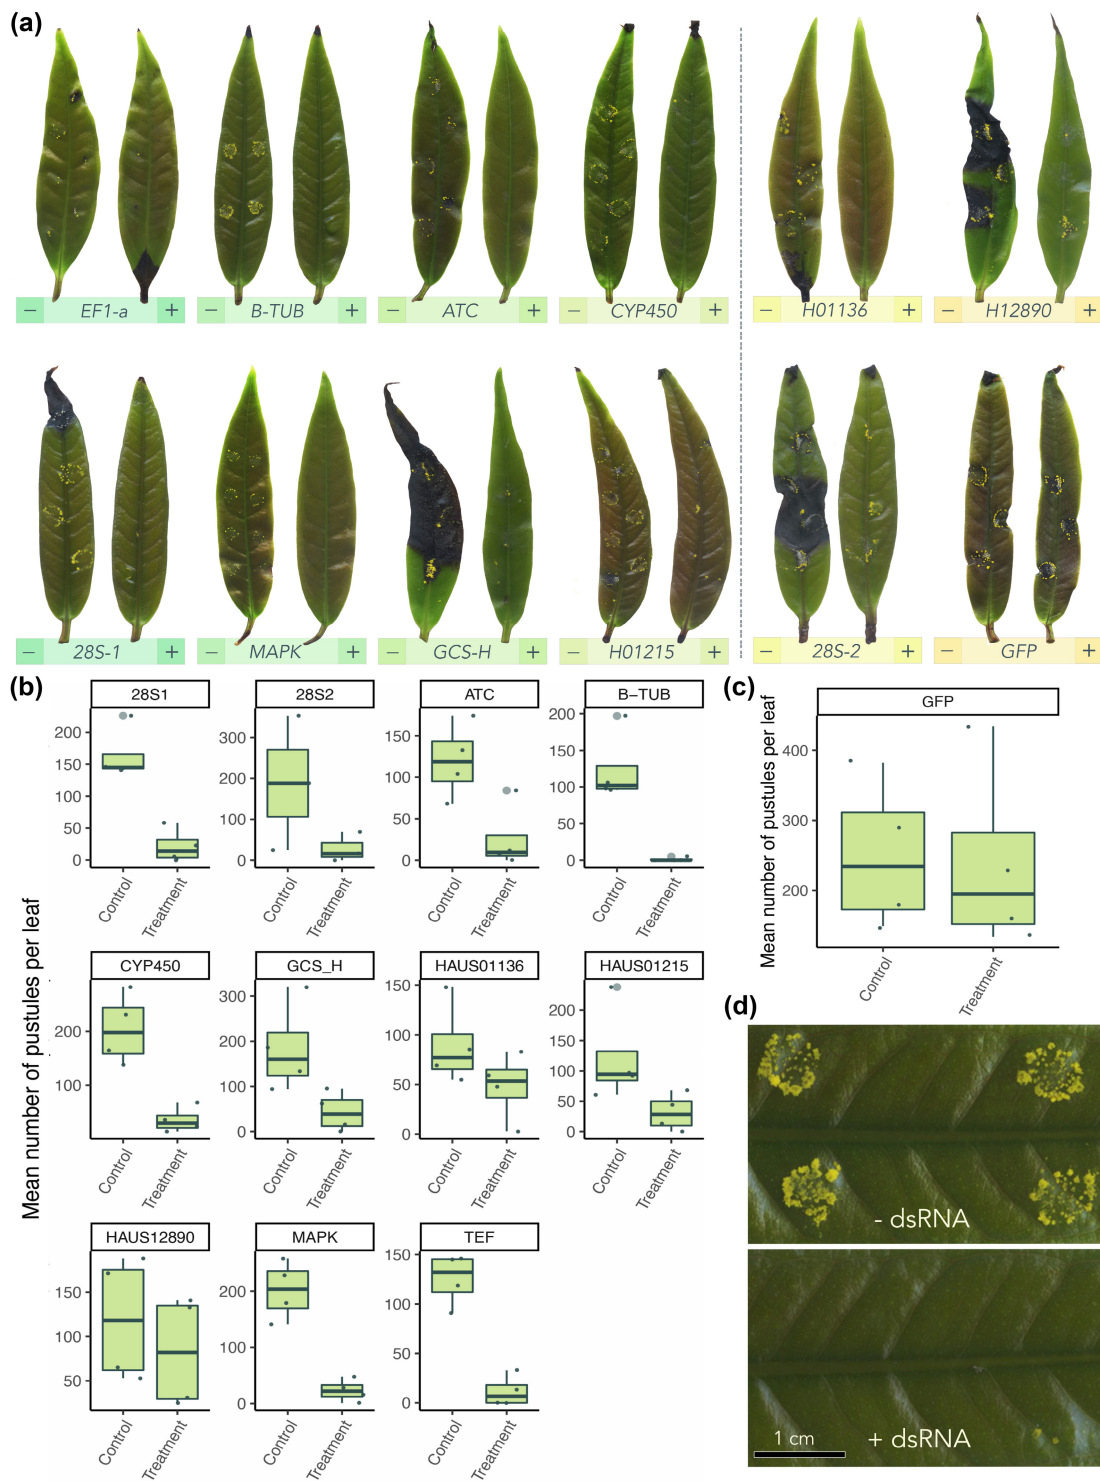 (a)
− EF1-a + − B-TUB + − ATC + − CYP450 + − H01136 + − H12890 +
− 28S-1 + − MAPK + − GCS-H + − H01215 + − 28S-2 + − GFP +
(b)
Mean number of pustules per leaf
28S1 28S2 ATC B−TUB
200 150 100 50 0
300 200 100 0
150 100 50 0
200 150 100 50 0
Control Treatment Control Treatment Control Treatment Control Treatment
CYP450 GCS_H HAUS01136 HAUS01215
200 100
300 200 100 0
150 100 50 0
200 150 100 50 0
Control Treatment Control Treatment Control Treatment Control Treatment
HAUS12890 MAPK TEF
150 100 50
200 100 0
150 100 50 0
Control Treatment Control Treatment Control Treatment
(c)
Mean number of pustules per leaf
GFP
400
300
200
Control Treatment
(d)
- dsRNA
1 cm
+ dsRNA